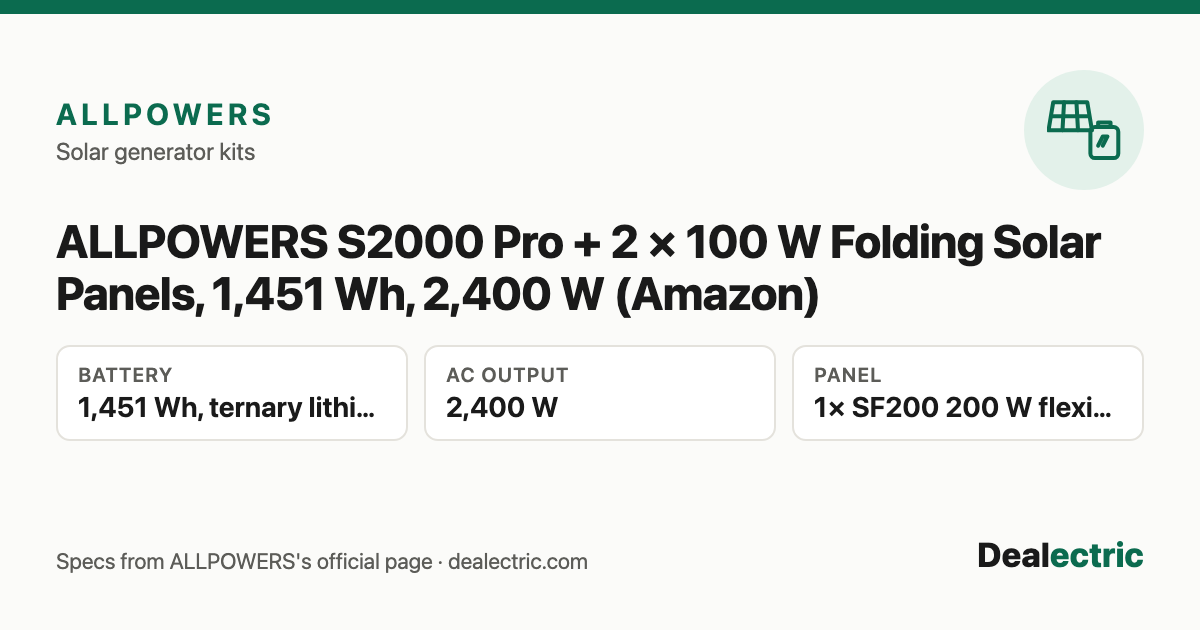 ALLPOWERS
Solar generator kits
ALLPOWERS S2000 Pro + 2 × 100 W Folding Solar
Panels, 1,451 Wh, 2,400 W (Amazon)
BATTERY
1,451 Wh, ternary lithi...
AC OUTPUT
2,400 W
PANEL
1× SF200 200 W flexi...
Specs from ALLPOWERS's official page · dealectric.com
Dealectric